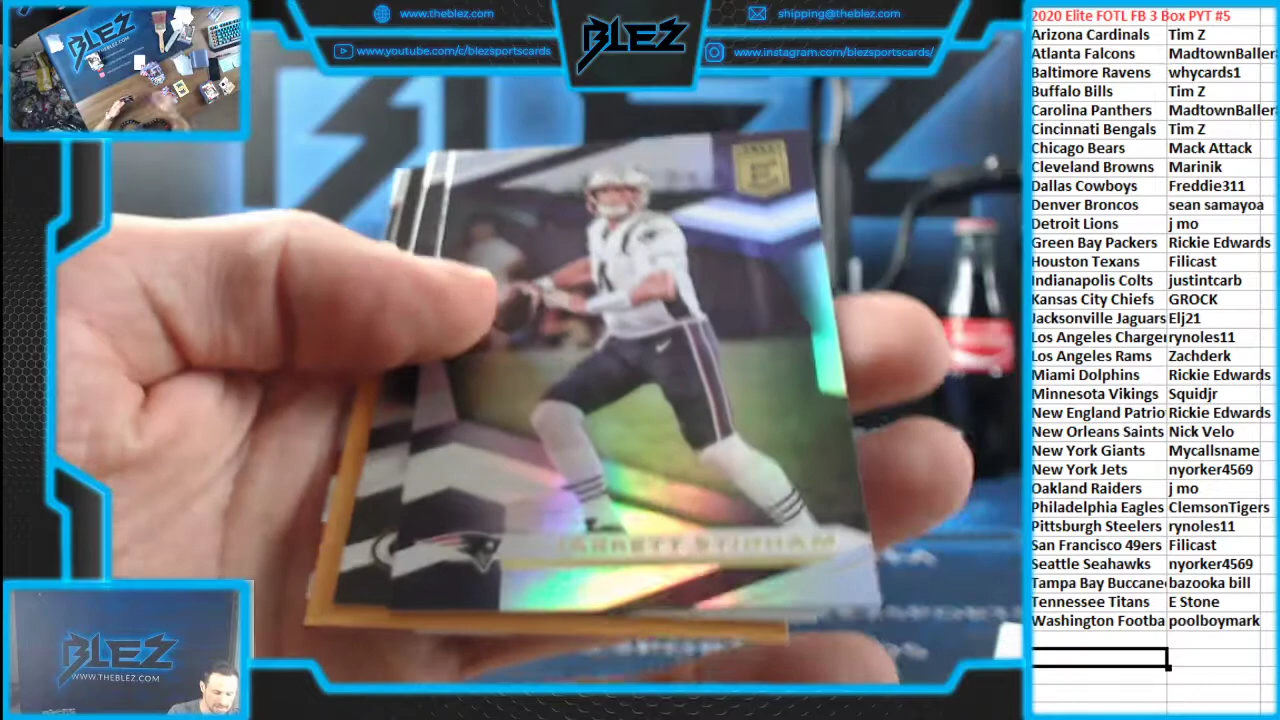 www.theblez.com
www.youtube.com/c/blezsportscards
BLEZ
shipping@theblez.com
www.instagram.com/blezsportscards/
BLEZ
JARRETT STIDHAM
BLEZ
WWW.THEBLEZ.COM
2020 Elite FOTL FB 3 Box PYT #5
Arizona Cardinals Tim Z
Atlanta Falcons MadtownBaller
Baltimore Ravens whycards1
Buffalo Bills Tim Z
Carolina Panthers MadtownBaller
Cincinnati Bengals Tim Z
Chicago Bears Mack Attack
Cleveland Browns Marinik
Dallas Cowboys Freddie311
Denver Broncos sean samayoa
Detroit Lions j mo
Green Bay Packers Rickie Edwards
Houston Texans Filicast
Indianapolis Colts justintcarb
Kansas City Chiefs GROCK
Jacksonville Jaguars Elj21
Los Angeles Charger rynoles11
Los Angeles Rams Zachderk
Miami Dolphins Rickie Edwards
Minnesota Vikings Squidjr
New England Patrio Rickie Edwards
New Orleans Saints Nick Velo
New York Giants Mycallsname
New York Jets nyorker4569
Oakland Raiders j mo
Philadelphia Eagles ClemsonTigers
Pittsburgh Steelers rynoles11
San Francisco 49ers Filicast
Seattle Seahawks nyorker4569
Tampa Bay Buccane bazooka bill
Tennessee Titans E Stone
Washington Footba poolboymark